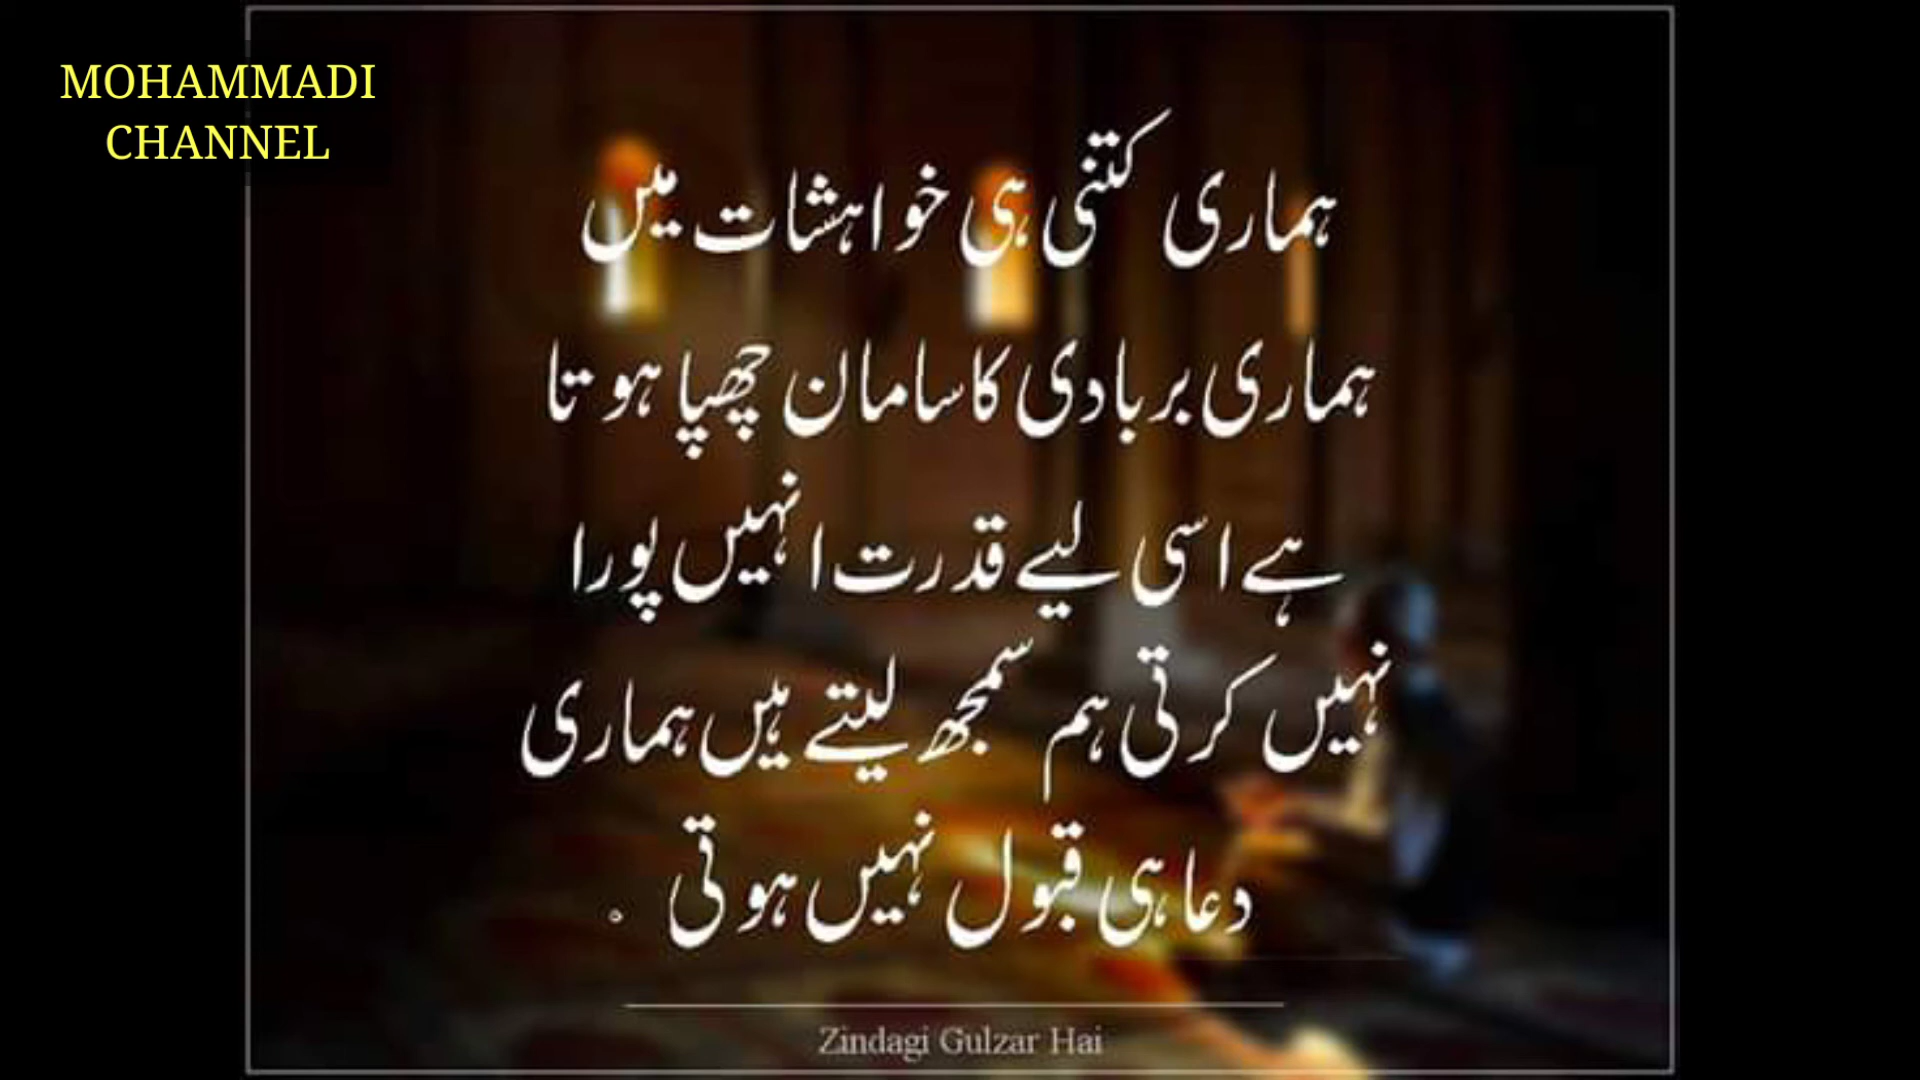 MOHAMMADI
CHANNEL
ہماری کتنی ہی خواہشات میں
ہماری بربادی کا سامان چھپا ہوتا
ہے اسی لیے قدرت انہیں پورا
نہیں کرتی ہم سمجھ لیتے ہیں ہماری
دعا ہی قبول نہیں ہوتی ۔
Zindagi Gulzar Hai